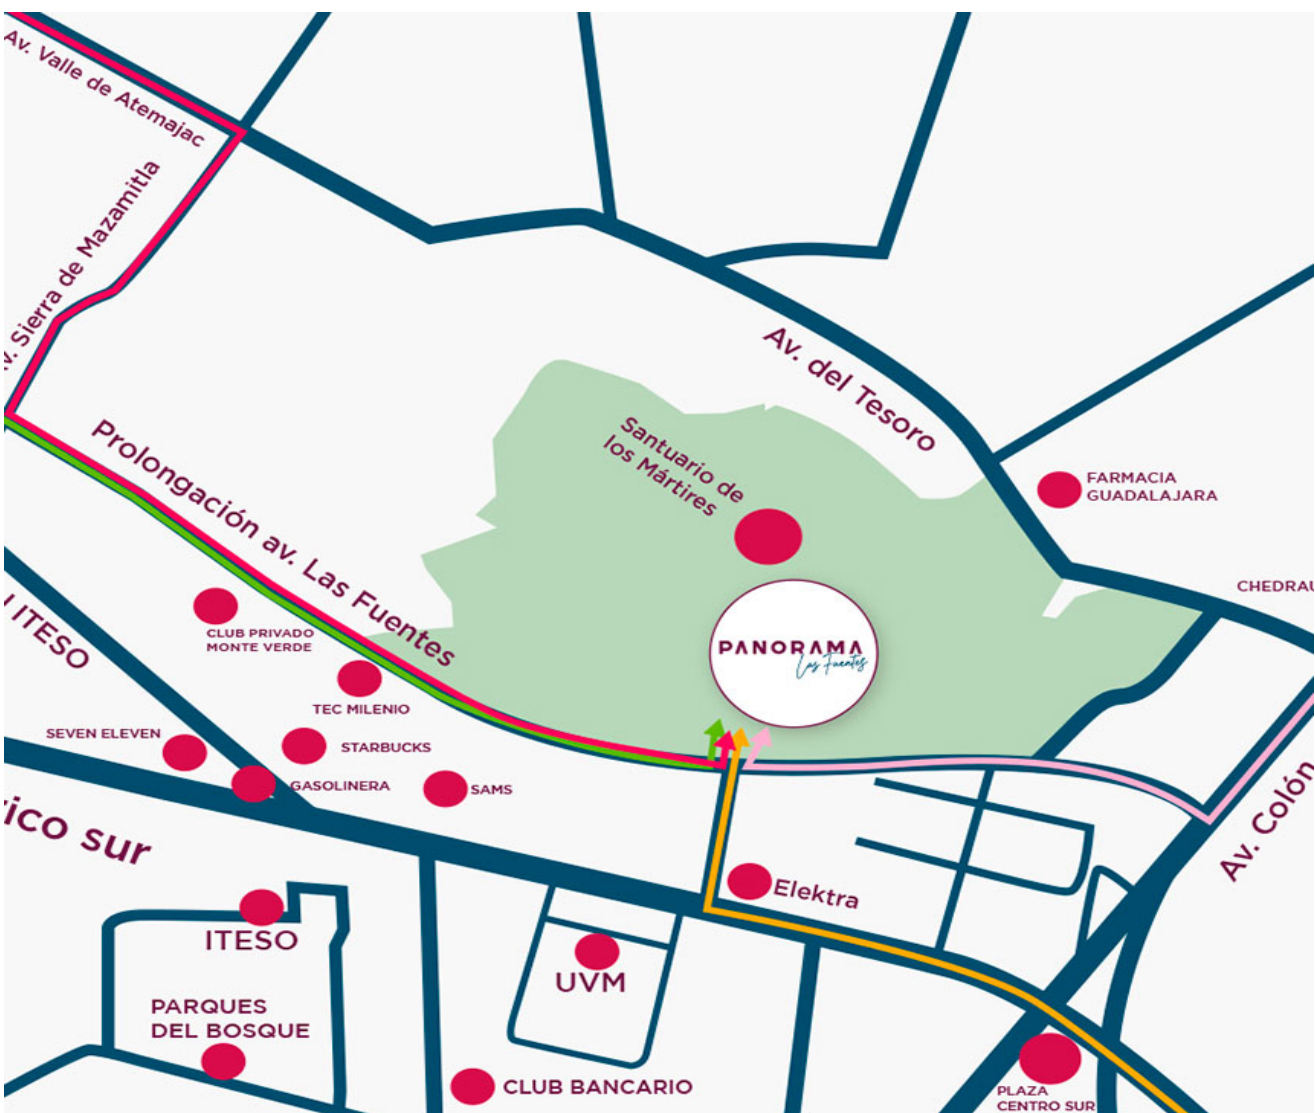 Av. Valle de Atemajac
v. Sierra de Mazamitla
Av. del Tesoro
Prolongación av. Las Fuentes
Santuario de
los Mártires
FARMACIA
GUADALAJARA
CHEDRAU
PANORAMA
Las Fuentes
CLUB PRIVADO
MONTE VERDE
ITESO
TEC MILENIO
SEVEN ELEVEN
STARBUCKS
GASOLINERA
SAMS
rico sur
Av. Colón
Elektra
ITESO
UVM
PARQUES
DEL BOSQUE
CLUB BANCARIO
PLAZA
CENTRO SUR